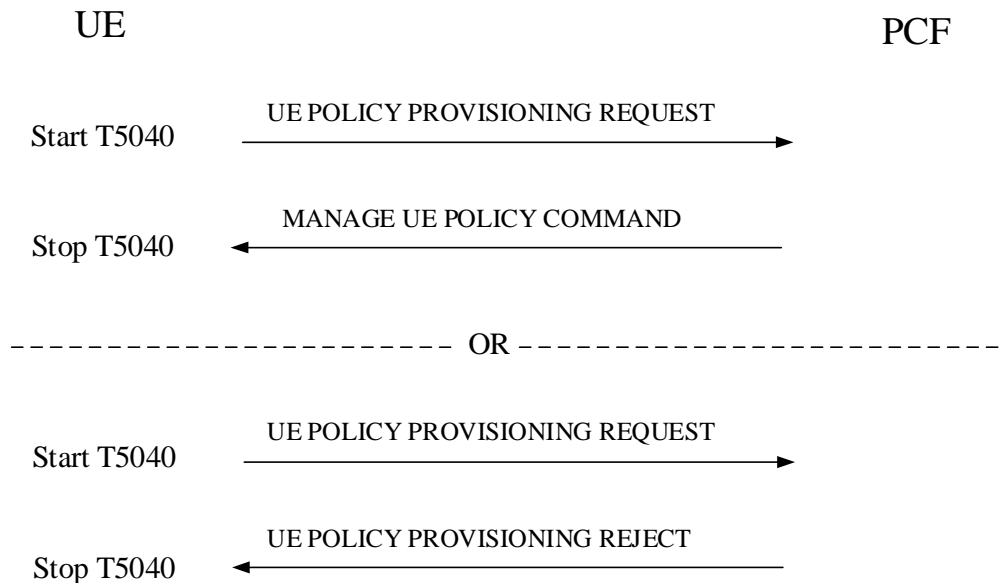 UE
PCF
UE POLICY PROVISIONING REQUEST
Start T5040
MANAGE UE POLICY COMMAND
Stop T5040
OR
UE POLICY PROVISIONING REQUEST
Start T5040
UE POLICY PROVISIONING REJECT
Stop T5040